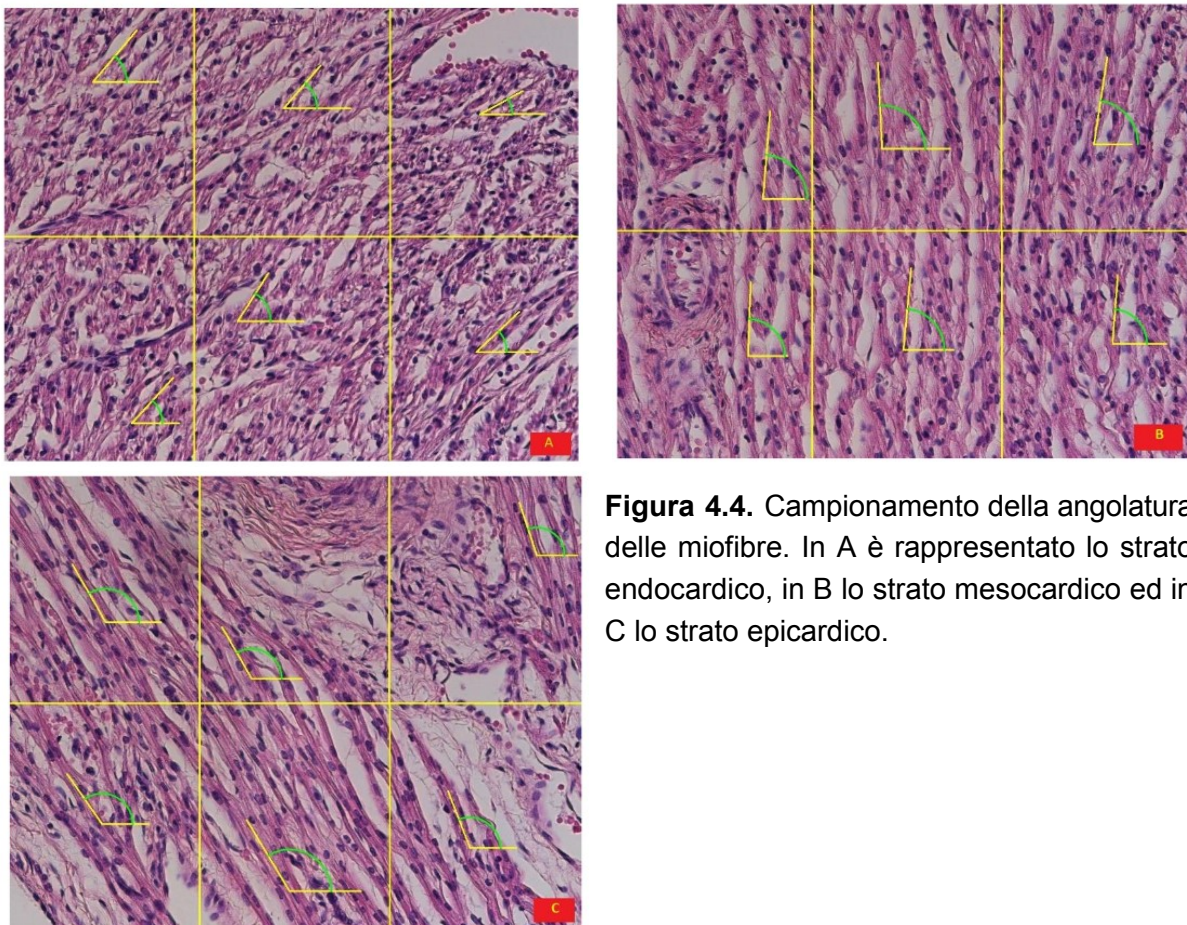 A
B
C
Figura 4.4. Campionamento della angolatura
delle miofibre. In A è rappresentato lo strato
endocardico, in B lo strato mesocardico ed in
C lo strato epicardico.